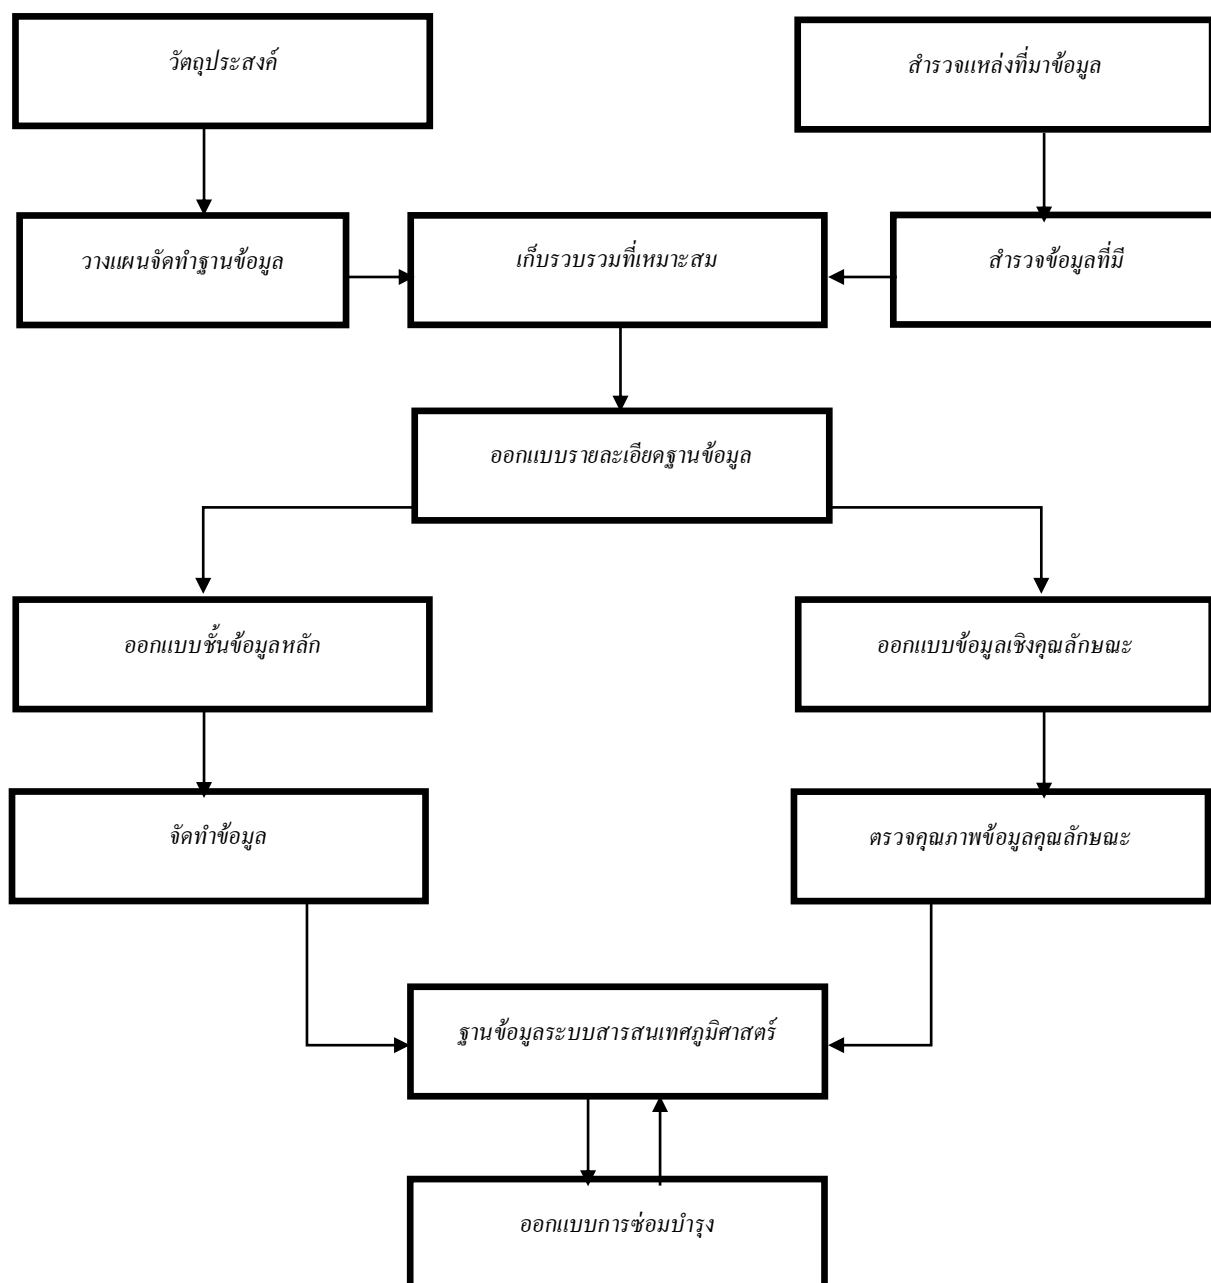 วัตถุประสงค์
สำรวจแหล่งที่มาข้อมูล
วางแผนจัดทำฐานข้อมูล
เก็บรวบรวมที่เหมาะสม
สำรวจข้อมูลที่มี
ออกแบบรายละเอียดฐานข้อมูล
ออกแบบชั้นข้อมูลหลัก
ออกแบบข้อมูลเชิงคุณลักษณะ
จัดทำข้อมูล
ตรวจคุณภาพข้อมูลคุณลักษณะ
ฐานข้อมูลระบบสารสนเทศภูมิศาสตร์
ออกแบบการซ่อมบำรุง